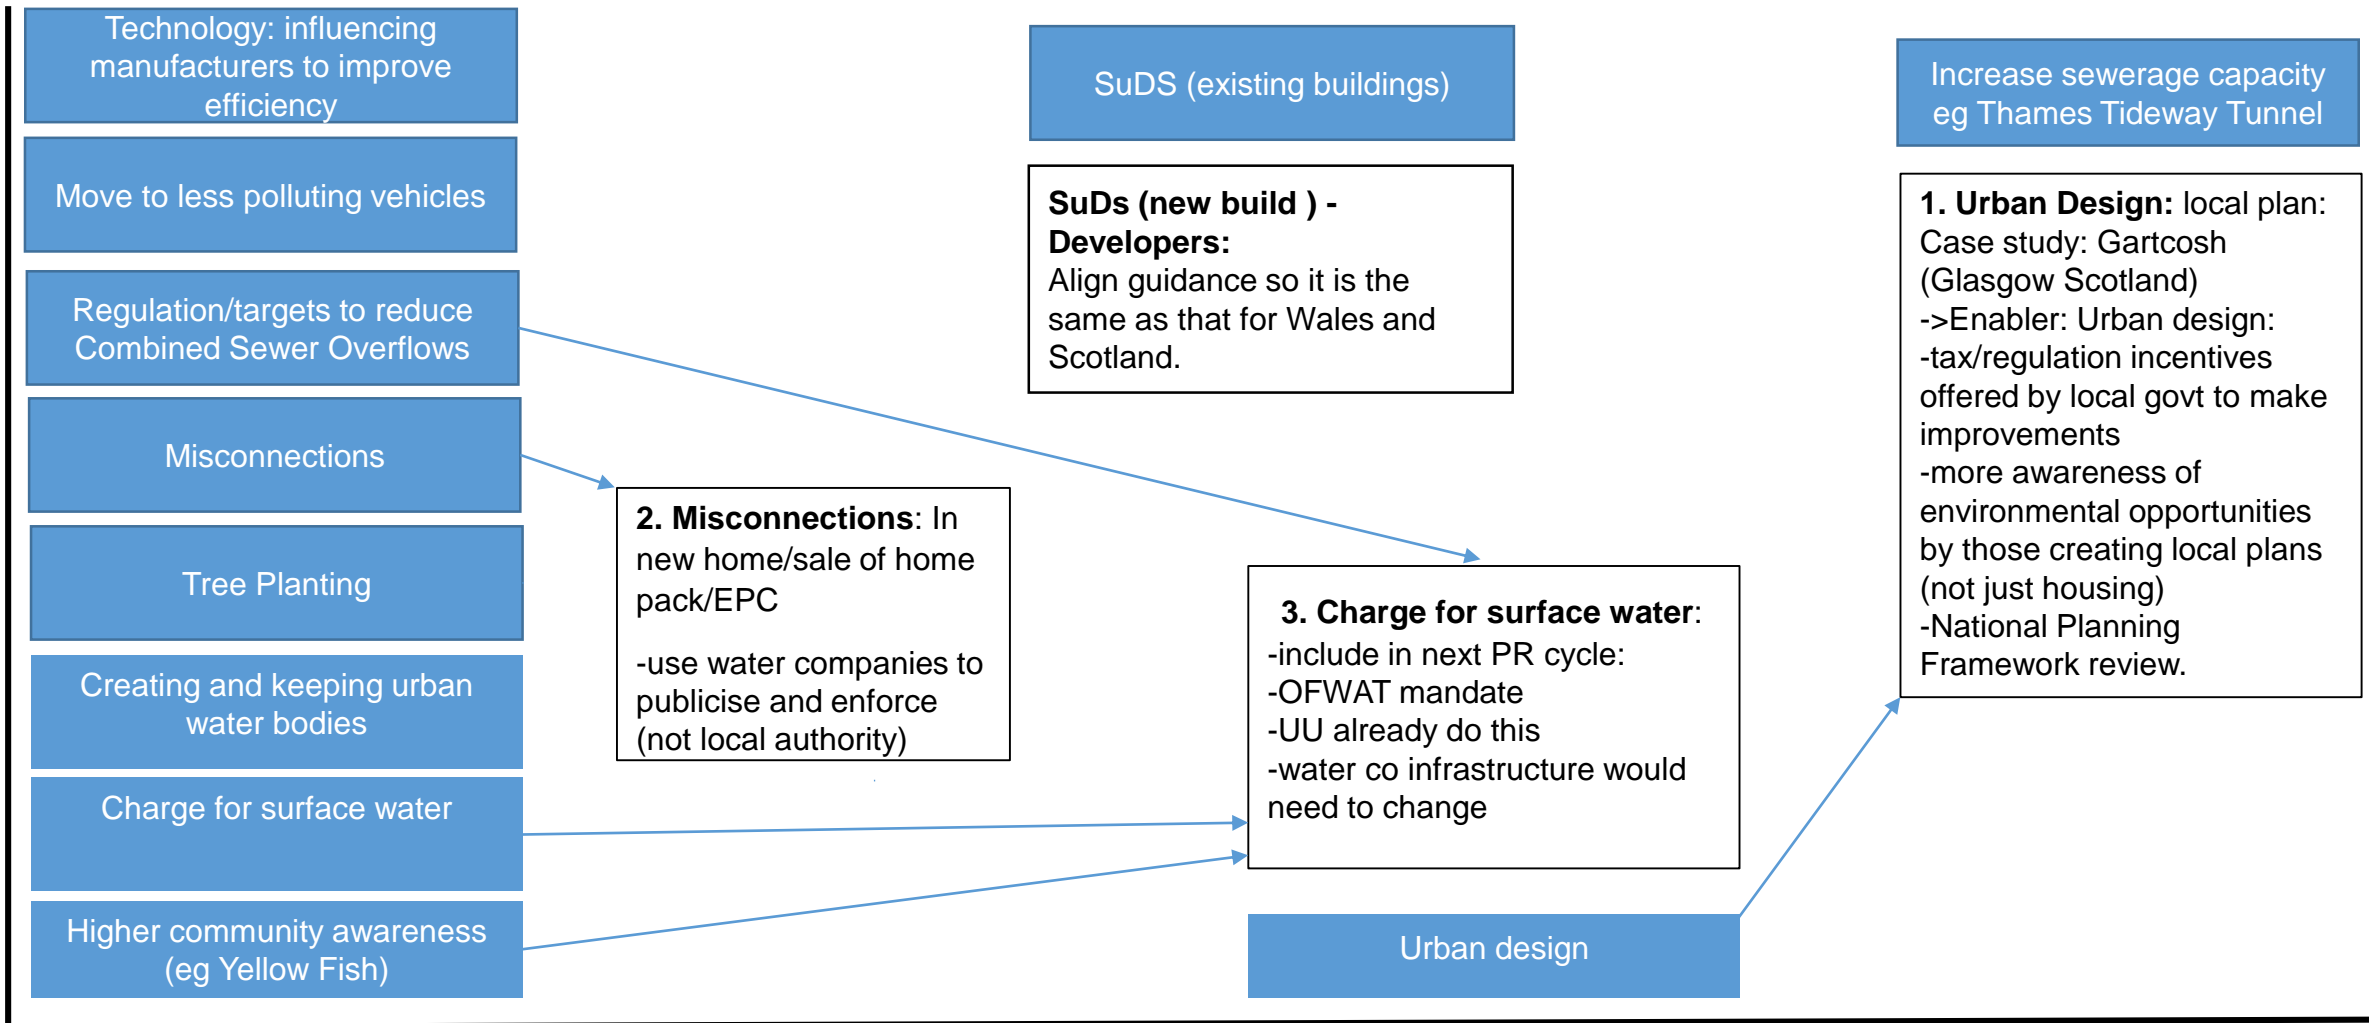 Technology: influencing
manufacturers to improve
efficiency
Move to less polluting vehicles
Regulation/targets to reduce
Combined Sewer Overflows
Misconnections
Tree Planting
Creating and keeping urban
water bodies
Charge for surface water
Higher community awareness
(eg Yellow Fish)
2. Misconnections: In
new home/sale of home
pack/EPC
-use water companies to
publicise and enforce
(not local authority)
SuDS (existing buildings)
SuDs (new build ) -
Developers:
Align guidance so it is the
same as that for Wales and
Scotland.
3. Charge for surface water:
-include in next PR cycle:
-OFWAT mandate
-UU already do this
-water co infrastructure would
need to change
Urban design
Increase sewerage capacity
eg Thames Tideway Tunnel
1. Urban Design: local plan:
Case study: Gartcosh
(Glasgow Scotland)
->Enabler: Urban design:
-tax/regulation incentives
offered by local govt to make
improvements
-more awareness of
environmental opportunities
by those creating local plans
(not just housing)
-National Planning
Framework review.